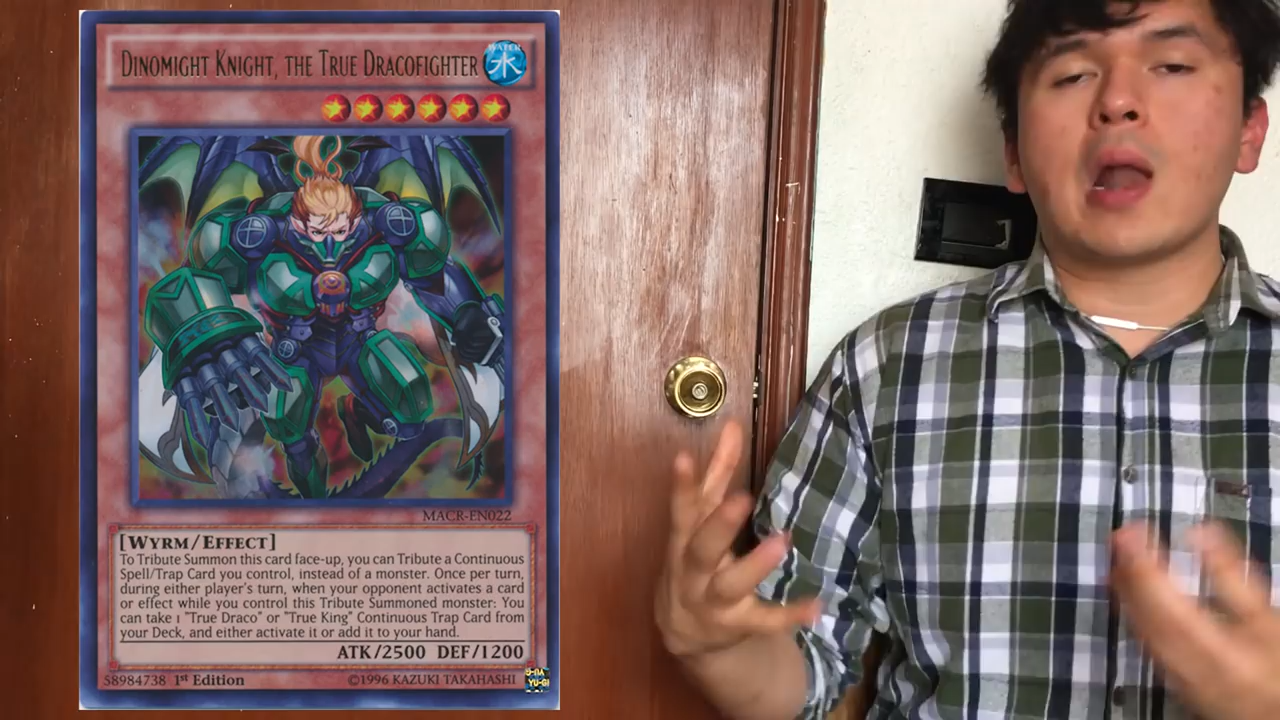 DINOMIGHT KNIGHT, THE TRUE DRACOFIGHTER
WATER
水
MACR-EN022
[WYRM/EFFECT]
To Tribute Summon this card face-up, you can Tribute a Continuous
Spell/Trap Card you control, instead of a monster. Once per turn,
during either player's turn, when your opponent activates a card
or effect while you control this Tribute Summoned monster: You
can take 1 "True Draco" or "True King" Continuous Trap Card from
your Deck, and either activate it or add it to your hand.
ATK/2500 DEF/1200
58984738 1st Edition ©1996 KAZUKI TAKAHASHI